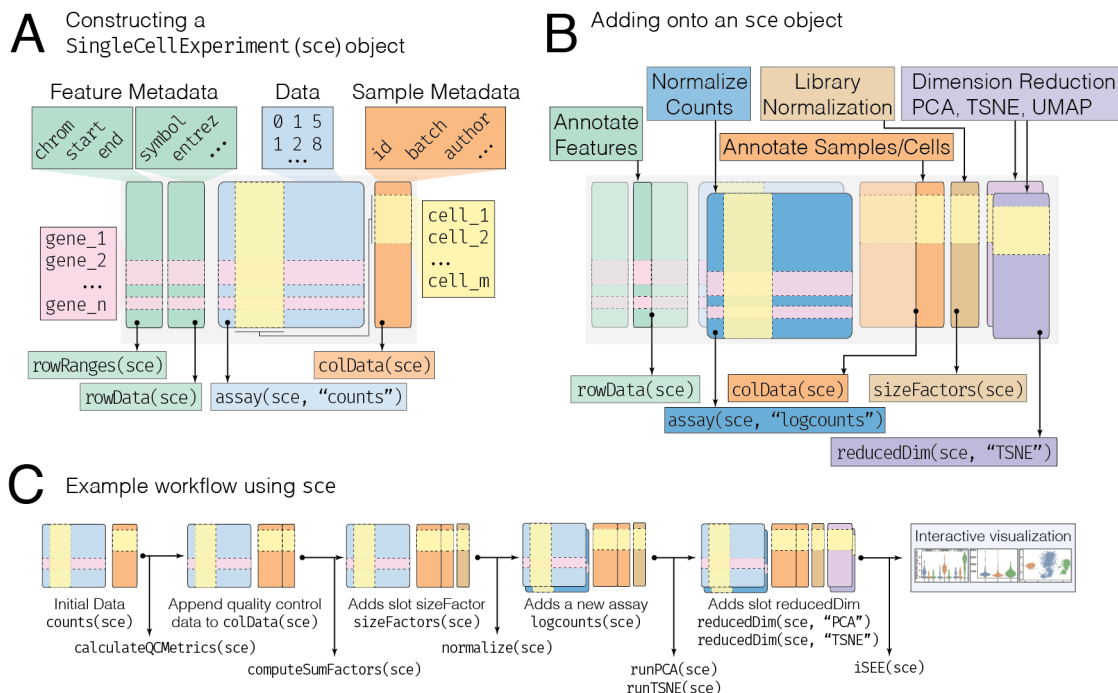 A
Constructing a
SingleCellExperiment (sce) object
Feature Metadata
Data
Sample Metadata
chrom
start
end
symbol
entrez
...
0 1 5
1 2 8
...
id
batch
author
...
gene_1
gene_2
...
gene_n
cell_1
cell_2
...
cell_m
rowRanges(sce)
colData(sce)
rowData(sce)
assay(sce, “counts”)
B
Adding onto an sce object
Normalize
Counts
Library
Normalization
Dimension Reduction
PCA, TSNE, UMAP
Annotate
Features
Annotate Samples/Cells
rowData(sce)
colData(sce)
sizeFactors(sce)
assay(sce, “logcounts”)
reducedDim(sce, “TSNE”)
C
Example workflow using sce
Initial Data
counts(sce)
calculateQCMetrics(sce)
Append quality control
data to colData(sce)
computeSumFactors(sce)
Adds slot sizeFactor
sizeFactors(sce)
normalize(sce)
Adds a new assay
logcounts(sce)
runPCA(sce)
runTSNE(sce)
Adds slot reducedDim
reducedDim(sce, “PCA”)
reducedDim(sce, “TSNE”)
iSEE(sce)
Interactive visualization